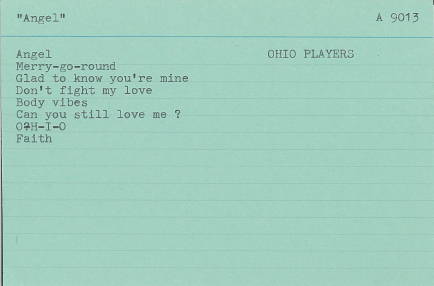 "Angel" A 9013
Angel OHIO PLAYERS
Merry-go-round
Glad to know you're mine
Don't fight my love
Body vibes
Can you still love me ?
O-H-I-O
Faith